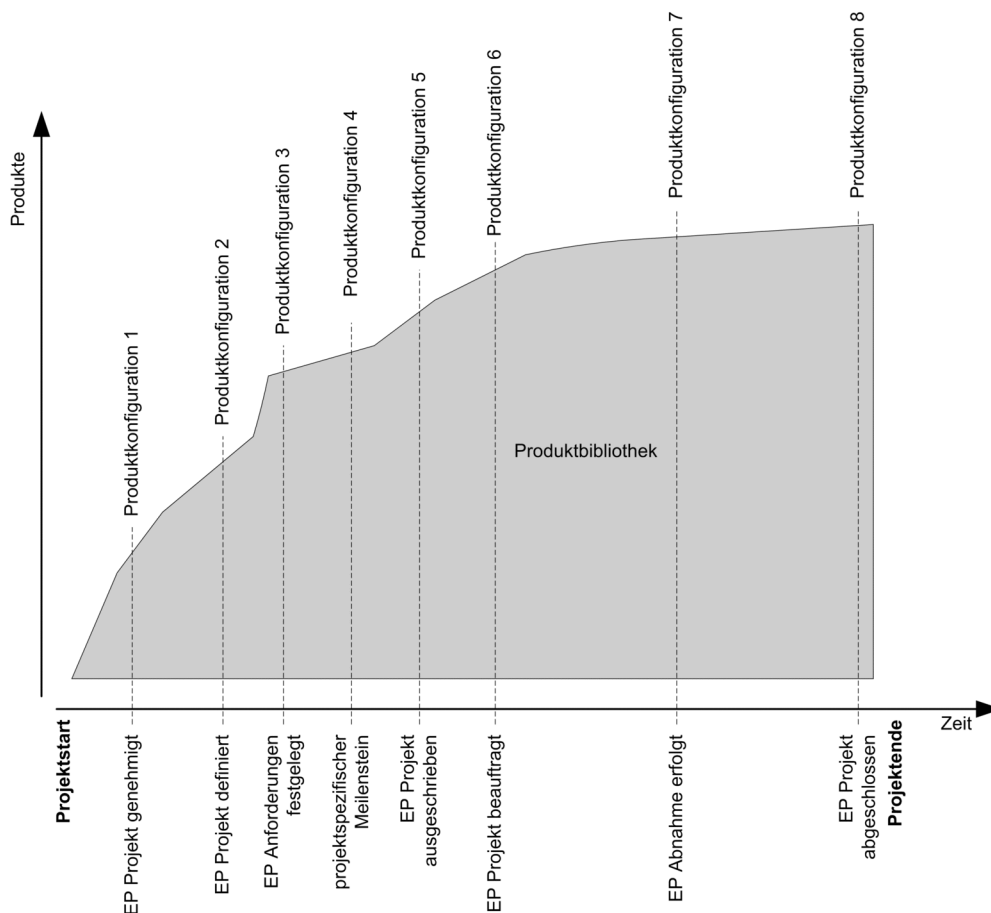 Produkte
Produktkonfiguration 1
Produktkonfiguration 2
Produktkonfiguration 3
Produktkonfiguration 4
Produktkonfiguration 5
Produktkonfiguration 6
Produktkonfiguration 7
Produktkonfiguration 8
Produktbibliothek
Zeit
Projektstart
EP Projekt genehmigt
EP Projekt definiert
EP Anforderungen
festgelegt
projektspezifischer
Meilenstein
EP Projekt
ausgeschrieben
EP Projekt beauftragt
EP Abnahme erfolgt
EP Projekt
abgeschlossen
Projektende